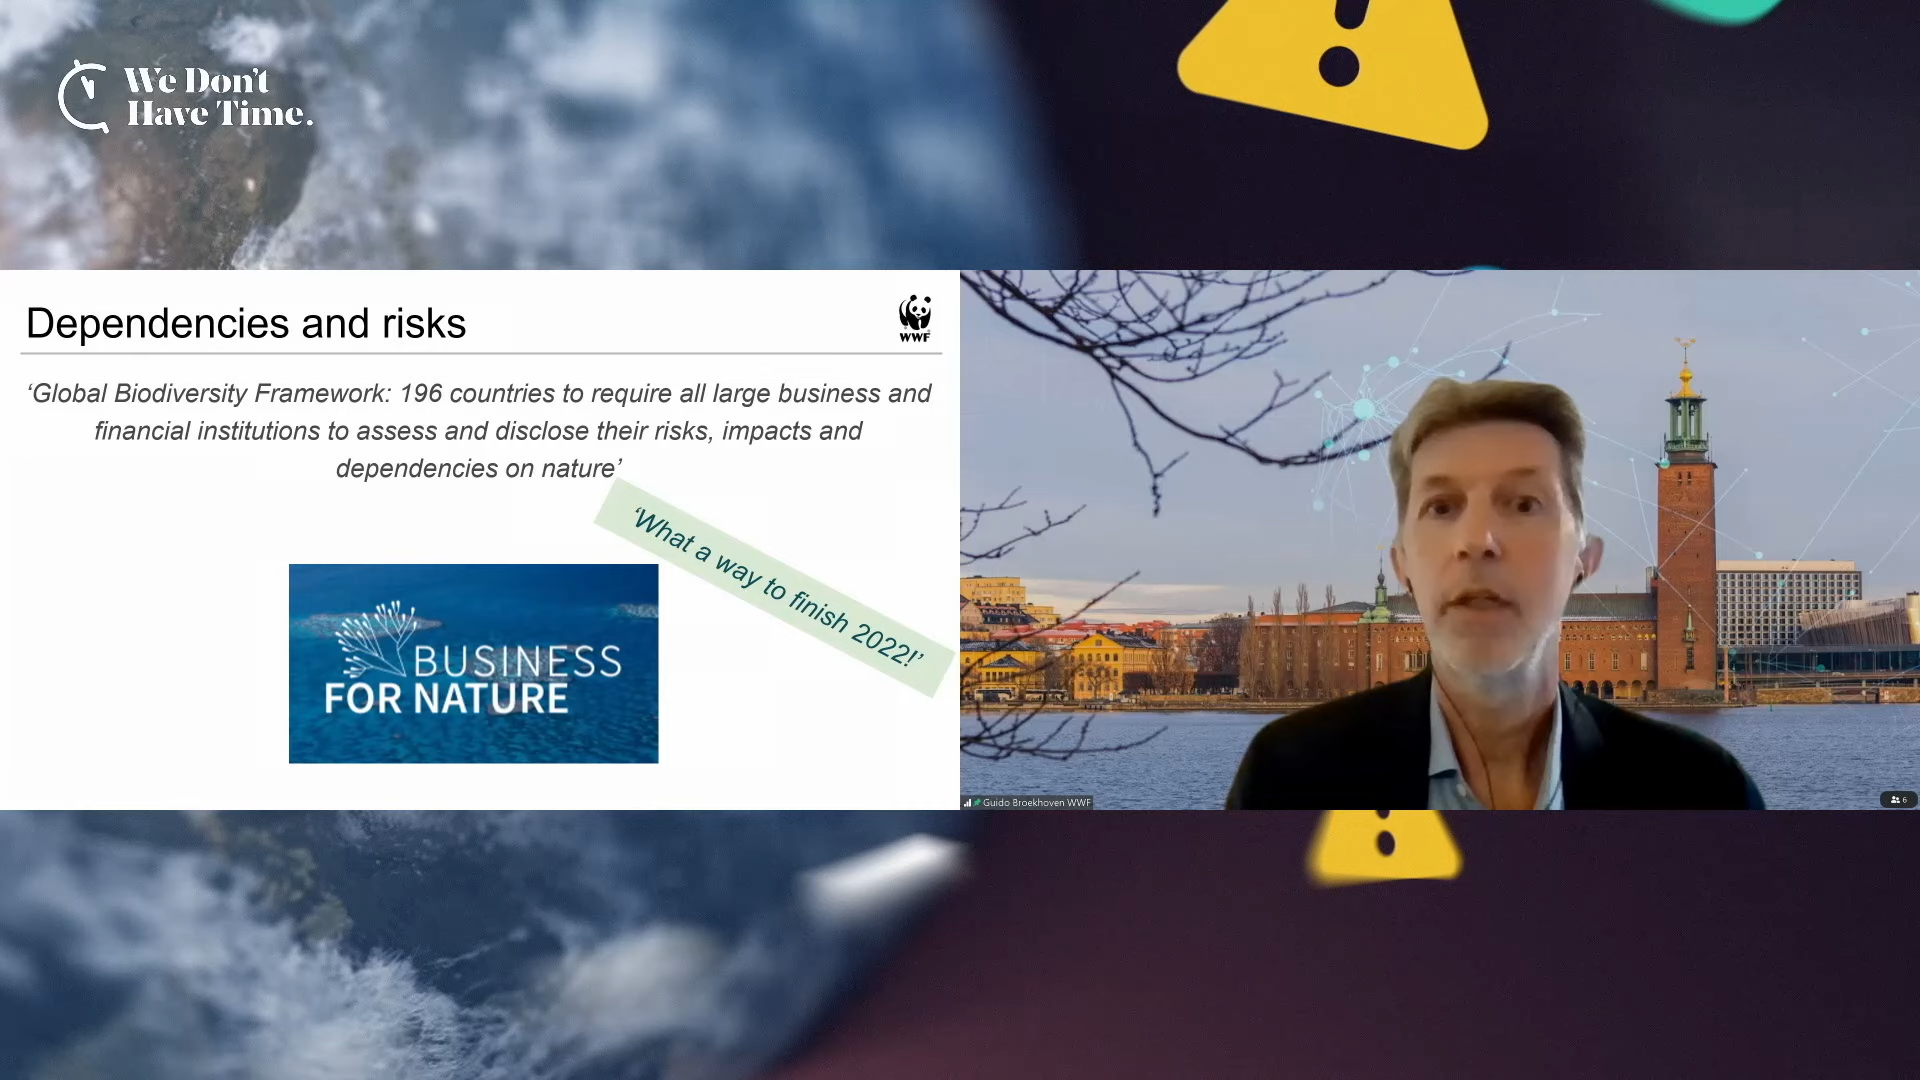 We Don't
Have Time.
Dependencies and risks
WWF
‘Global Biodiversity Framework: 196 countries to require all large business and
financial institutions to assess and disclose their risks, impacts and
dependencies on nature’
‘What a way to finish 2022!’
BUSINESS
FOR NATURE
Guido Broekhoven WWF
6